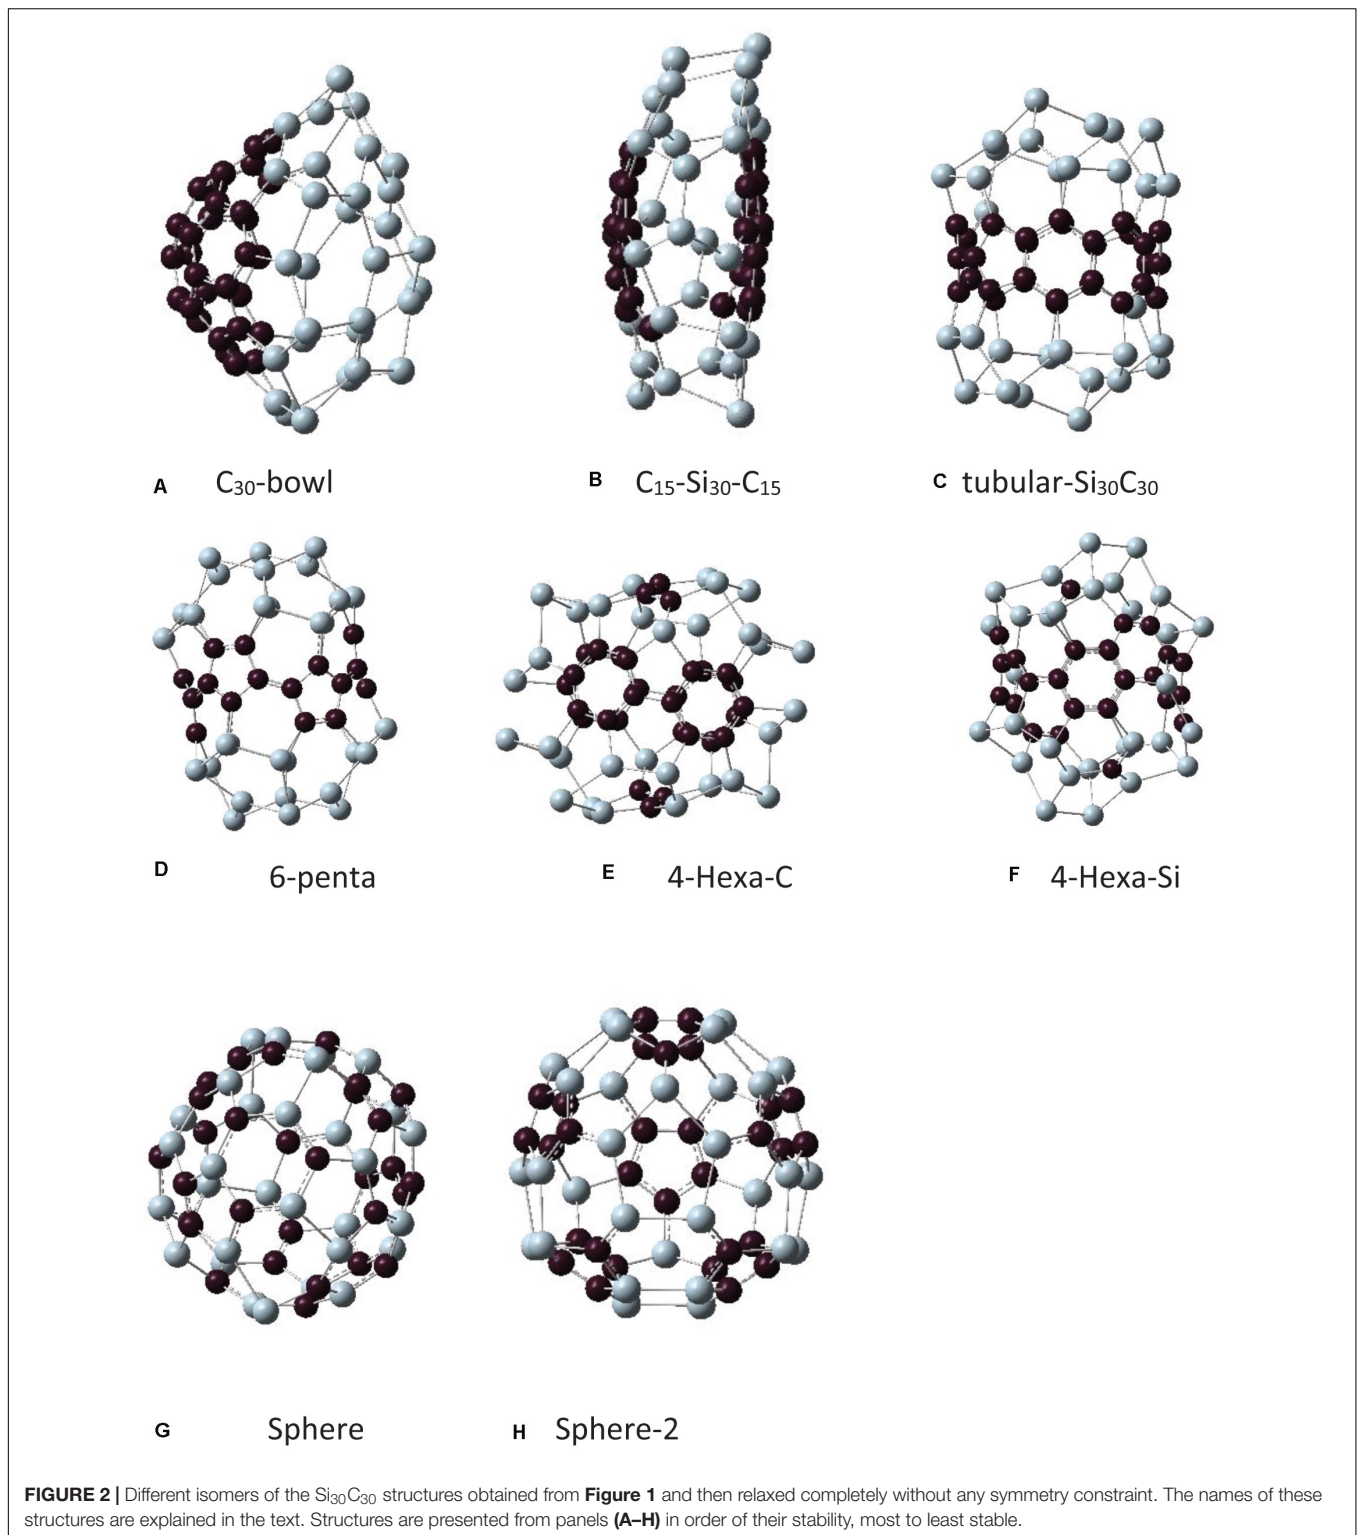 A C₃₀-bowl
B C₁₅-Si₃₀-C₁₅
C tubular-Si₃₀C₃₀
D 6-penta
E 4-Hexa-C
F 4-Hexa-Si
G Sphere
H Sphere-2
FIGURE 2 | Different isomers of the Si₃₀C₃₀ structures obtained from Figure 1 and then relaxed completely without any symmetry constraint. The names of these
structures are explained in the text. Structures are presented from panels (A–H) in order of their stability, most to least stable.